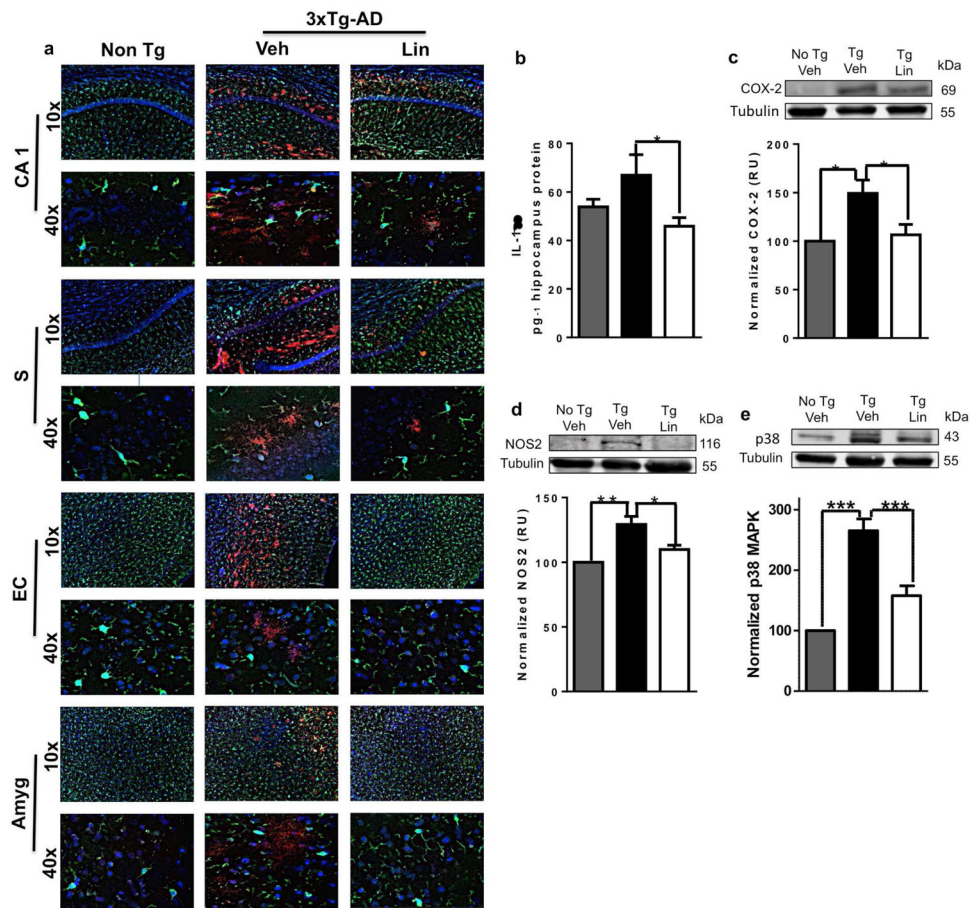 a
3xTg-AD
Non Tg
Veh
Lin
CA 1
10x
40x
S
10x
40x
EC
10x
40x
Amyg
10x
40x
b
IL-1
pg-1 hippocampus protein
80
60
40
20
0
*
c
No Tg Veh
Tg Veh
Tg Lin
kDa
COX-2
69
Tubulin
55
Normalized COX-2 (RU)
200
150
100
50
0
*
*
d
No Tg Veh
Tg Veh
Tg Lin
kDa
NOS2
116
Tubulin
55
Normalized NOS2 (RU)
150
100
50
0
**
*
e
No Tg Veh
Tg Veh
Tg Lin
kDa
p38
43
Tubulin
55
Normalized p38 MAPK
300
200
100
0
***
***